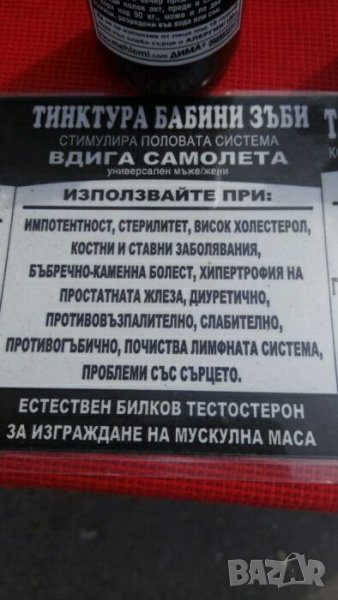 ТИНКТУРА БАБИНИ ЗЪБИ
СТИМУЛИРА ПОЛОВАТА СИСТЕМА
ВДИГА САМОЛЕТА
универсален мъже/жени
ИЗПОЛЗВАЙТЕ ПРИ:
ИМПОТЕНТНОСТ, СТЕРИЛИТЕТ, ВИСОК ХОЛЕСТЕРОЛ,
КОСТНИ И СТАВНИ ЗАБОЛЯВАНИЯ,
БЪБРЕЧНО-КАМЕННА БОЛЕСТ, ХИПЕРТРОФИЯ НА
ПРОСТАТНАТА ЖЛЕЗА, ДИУРЕТИЧНО,
ПРОТИВОВЪЗПАЛИТЕЛНО, СЛАБИТЕЛНО,
ПРОТИВОГЪБИЧНО, ПОЧИСТВА ЛИМФНАТА СИСТЕМА,
ПРОБЛЕМИ СЪС СЪРЦЕТО.
ЕСТЕСТВЕН БИЛКОВ ТЕСТОСТЕРОН
ЗА ИЗГРАЖДАНЕ НА МУСКУЛНА МАСА
BAZAR